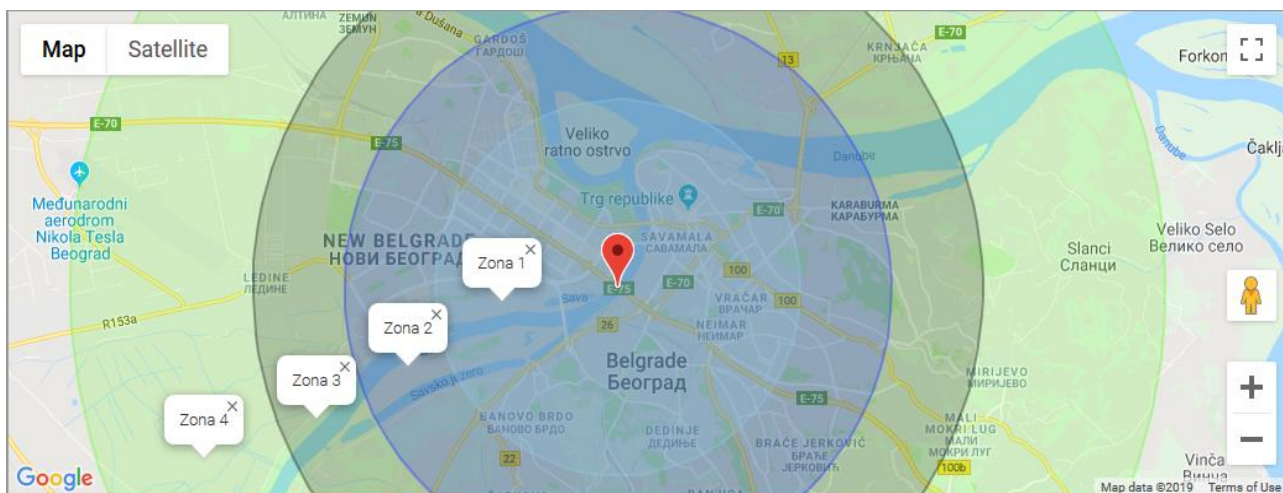 Map
Satellite
АЛТИНА
ZEMUN
ЗЕМУН
Dušana
GARDOŠ
ГАРДОШ
E-70
KRNJAČA
КРЊАЧА
13
E-70
E-75
Veliko
ratno ostrvo
Danube
Danube
Međunarodni
aerodrom
Nikola Tesla
Beograd
Trg republike
E-70
KARABURMA
КАРАБУРМА
NEW BELGRADE
НОВИ БЕОГРАД
SAVAMALA
САВАМАЛА
Zona 1
Slanci
Сланци
Veliko Selo
Велико село
LEDINE
ЛЕДИНЕ
E-75
E-70
100
100
Sava
VRAČAR
ВРАЧАР
R153a
Zona 2
26
NEIMAR
НЕИМАР
Belgrade
Београд
Zona 3
Savsko jezero
MIRIJEVO
МИРИЈЕВО
E-75
Zona 4
BANOVO BRDO
БАНОВО БРДО
DEDINJE
ДЕДИЊЕ
BRAĆE JERKOVIĆ
БРАЋЕ
ЈЕРКОВИЋ
MALI
MOKRI LUG
МАЛИ
МОКРИ ЛУГ
22
100b
Vinča
Винча
Google
Map data ©2019
Terms of Use